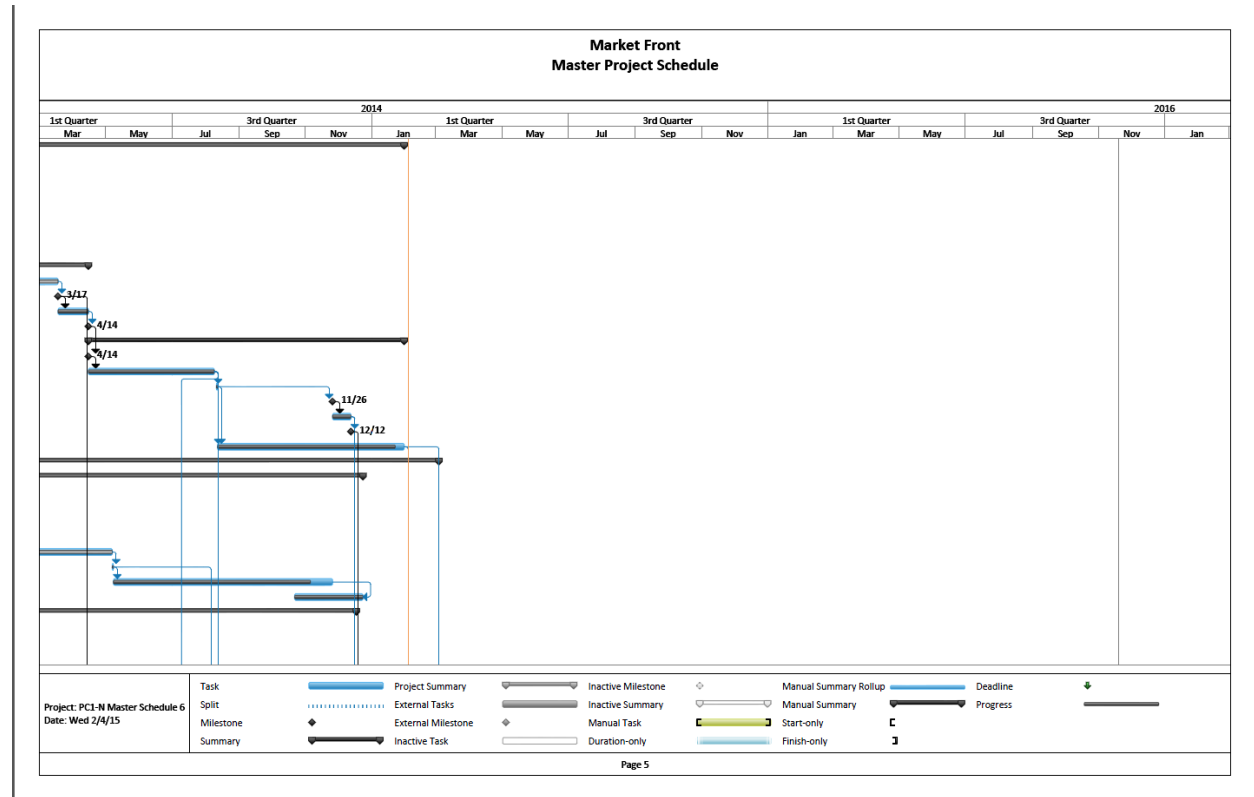 Market Front
Master Project Schedule
2014 2016
1st Quarter 3rd Quarter 1st Quarter 3rd Quarter 1st Quarter 3rd Quarter
Mar May Jul Sep Nov Jan Mar May Jul Sep Nov Jan Mar May Jul Sep Nov Jan
3/17
4/14
4/14
11/26
12/12
Task Project Summary Inactive Milestone Manual Summary Rollup Deadline
Project: PC1-N Master Schedule 6 Split External Tasks Inactive Summary Manual Summary Progress
Date: Wed 2/4/15 Milestone External Milestone Manual Task Start-only
Summary Inactive Task Duration-only Finish-only
Page 5